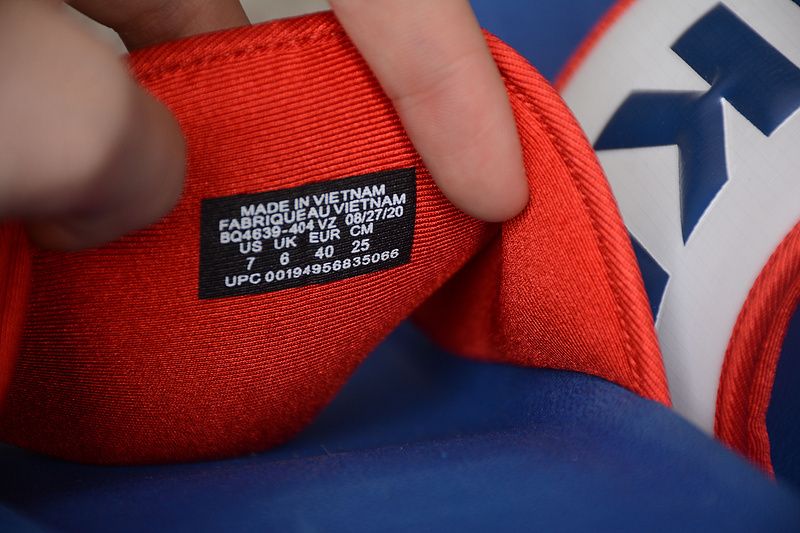 MADE IN VIETNAM
FABRIQUEAU VIETNAM
BQ4639-404 VZ 08/27/20
US UK EUR CM
7 6 40 25
UPC 00194956835066